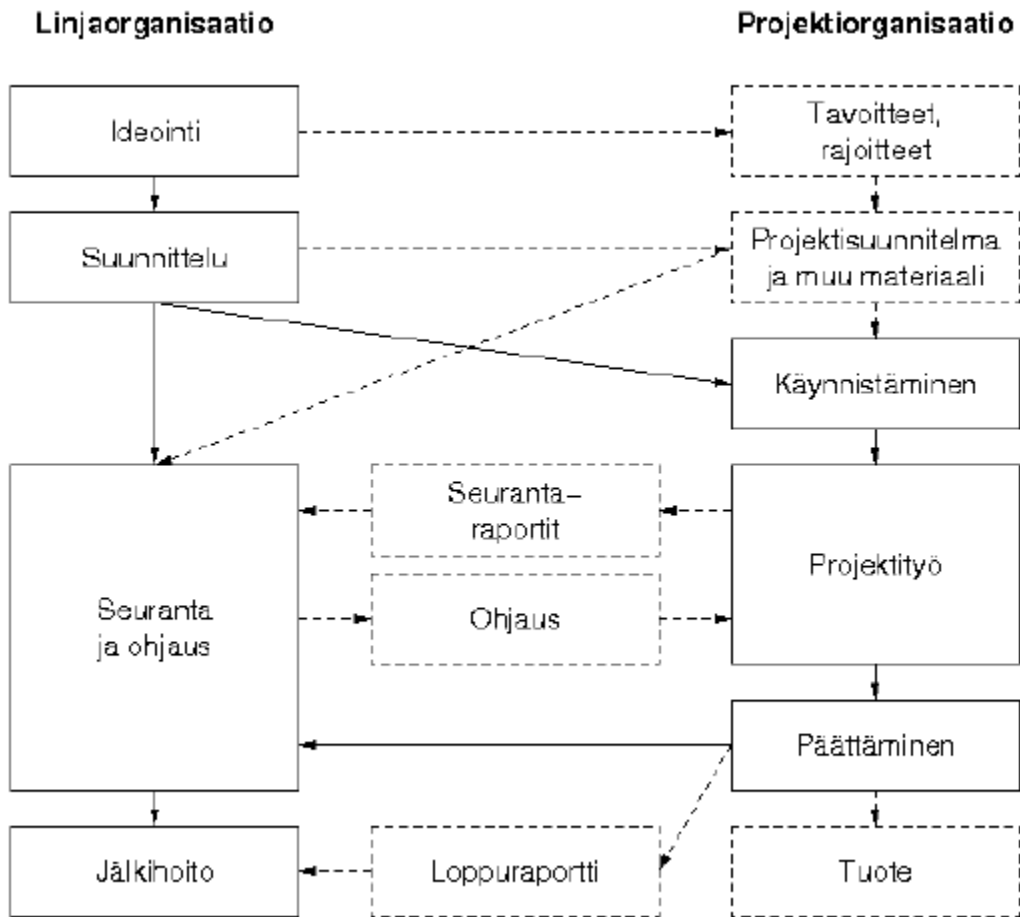 Linjaorganisaatio
Projektiorganisaatio
Ideointi
Tavoitteet,
rajoitteet
Suunnittelu
Projektisuunnitelma
ja muu materiaali
Käynnistäminen
Seuranta–
raportit
Projektityö
Seuranta
ja ohjaus
Ohjaus
Päättäminen
Jälkihoito
Loppuraportti
Tuote